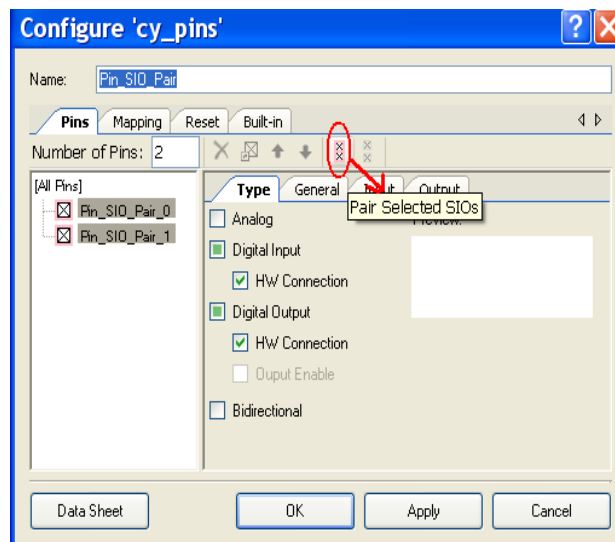 Configure 'cy_pins'
Name: Pin_SIO_Pair
Pins Mapping Reset Built-in
Number of Pins: 2
[All Pins]
Pin_SIO_Pair_0
Pin_SIO_Pair_1
Type General Input Output
Pair Selected SIOs
Analog
Digital Input
HW Connection
Digital Output
HW Connection
Ouput Enable
Bidirectional
Data Sheet OK Apply Cancel